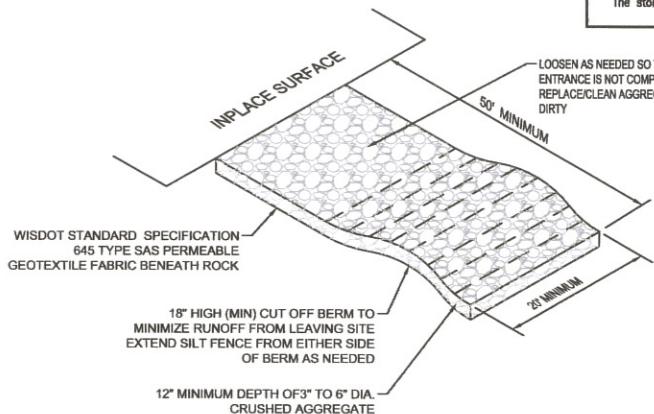 The
INPLACE SURFACE
LOOSEN AS NEEDED SO
ENTRANCE IS NOT
REPLACE/CLEAN
DIRTY
50' MINIMUM
WISDOT STANDARD SPECIFICATION
645 TYPE SAS PERMEABLE
GEOTEXTILE FABRIC BENEATH ROCK
20' MINIMUM
18" HIGH (MIN) CUT OFF BERM TO
MINIMIZE RUNOFF FROM LEAVING SITE
EXTEND SILT FENCE FROM EITHER SIDE
OF BERM AS NEEDED
12" MINIMUM DEPTH OF3" TO 6" DIA.
CRUSHED AGGREGATE